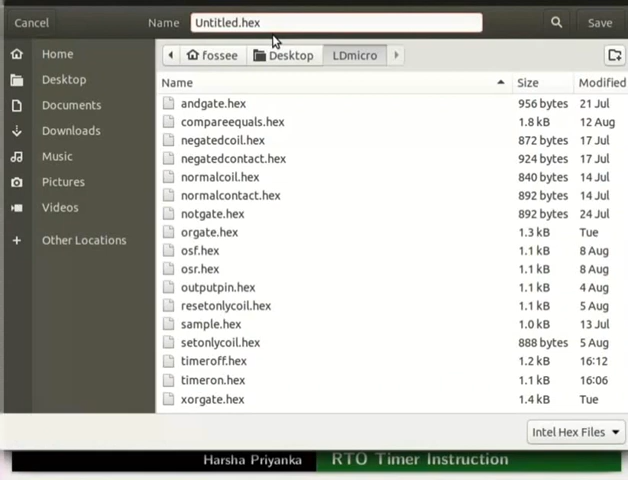 Cancel Name Untitled.hex Save
Home fossee Desktop LDmicro
Desktop Name Size Modified
andgate.hex 956 bytes 21 Jul
Documents compareequals.hex 1.8 kB 12 Aug
Downloads negatedcoil.hex 872 bytes 17 Jul
Music negatedcontact.hex 924 bytes 17 Jul
Pictures normalcoil.hex 840 bytes 14 Jul
normalcontact.hex 892 bytes 14 Jul
Videos notgate.hex 892 bytes 24 Jul
orgate.hex 1.3 kB Tue
Other Locations osf.hex 1.1 kB 8 Aug
osr.hex 1.1 kB 8 Aug
outputpin.hex 1.1 kB 4 Aug
resetonlycoil.hex 1.1 kB 5 Aug
sample.hex 1.0 kB 13 Jul
setonlycoil.hex 888 bytes 5 Aug
timeroff.hex 1.2 kB 16:12
timeron.hex 1.1 kB 16:06
xorgate.hex 1.4 kB Tue
Intel Hex Files
Harsha Priyanka RTO Timer Instruction